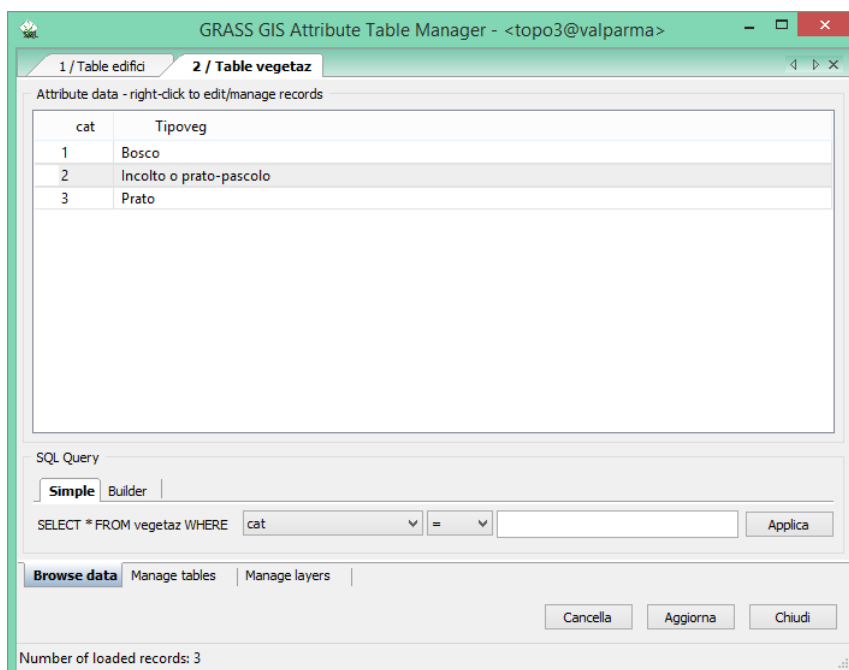 GRASS GIS Attribute Table Manager - <topo3@valparma>
1 / Table edifici 2 / Table vegetaz
Attribute data - right-click to edit/manage records
cat Tipoveg
1 Bosco
2 Incolto o prato-pascolo
3 Prato
SQL Query
Simple Builder
SELECT * FROM vegetaz WHERE cat = Applica
Browse data Manage tables Manage layers
Cancella Aggiorna Chiudi
Number of loaded records: 3